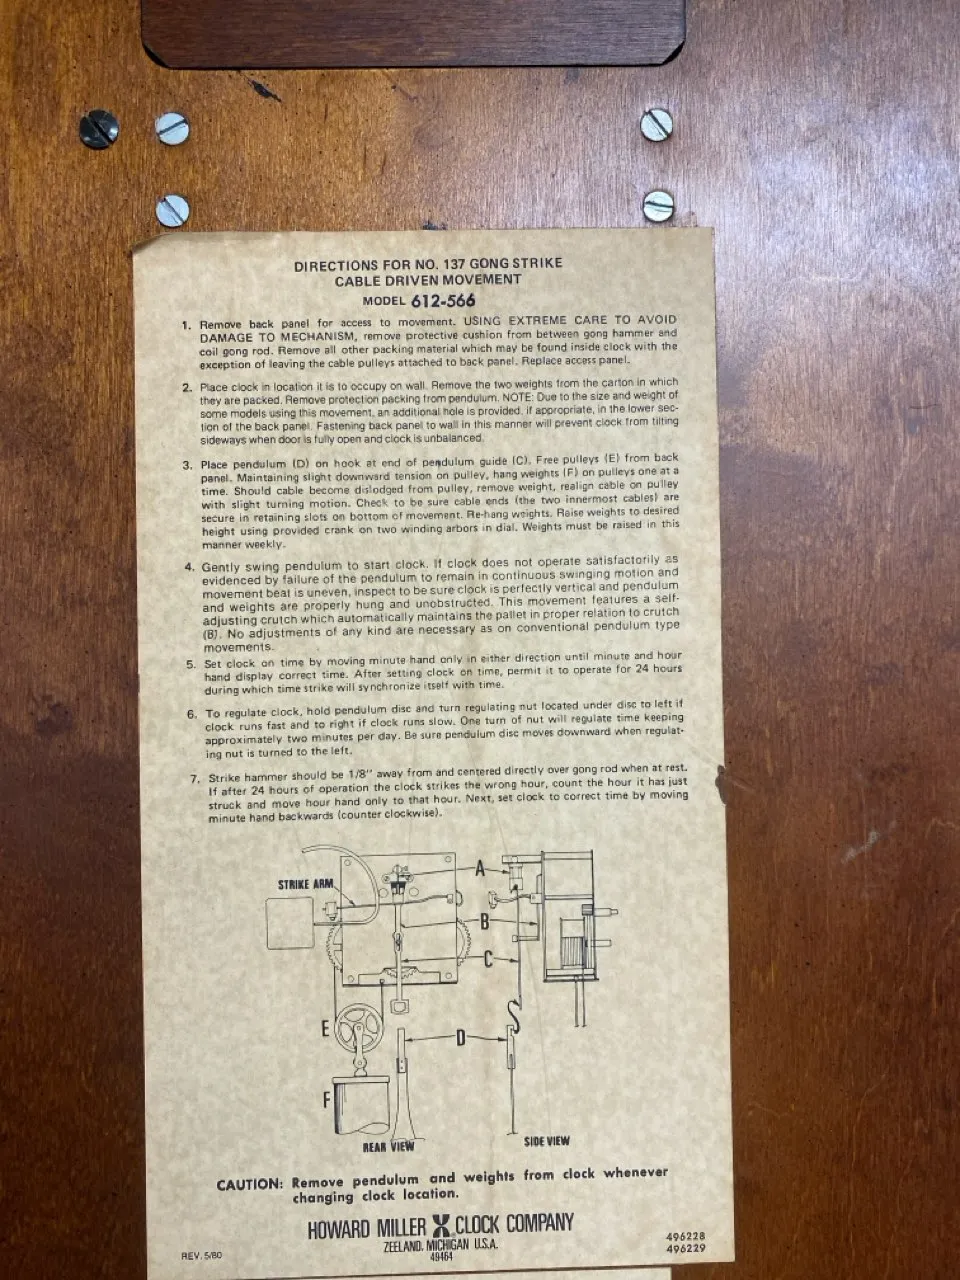 DIRECTIONS FOR NO. 137 GONG STRIKE
CABLE DRIVEN MOVEMENT
MODEL 612-566
1. Remove back panel for access to movement. USING EXTREME CARE TO AVOID
DAMAGE TO MECHANISM, remove protective cushion from between gong hammer and
coil gong rod. Remove all other packing material which may be found inside clock with the
exception of leaving the cable pulleys attached to back panel. Replace access panel.
2. Place clock in location it is to occupy on wall. Remove the two weights from the carton in which
they are packed. Remove protection packing from pendulum. NOTE: Due to the size and weight of
some models using this movement, an additional hole is provided, if appropriate, in the lower sec-
tion of the back panel. Fastening back panel to wall in this manner will prevent clock from tilting
sideways when door is fully open and clock is unbalanced.
3. Place pendulum (D) on hook at end of pendulum guide (C). Free pulleys (E) from back
panel. Maintaining slight downward tension on pulley, hang weights (F) on pulleys one at a
time. Should cable become dislodged from pulley, remove weight, realign cable on pulley
with slight turning motion. Check to be sure cable ends (the two innermost cables) are
secure in retaining slots on bottom of movement. Re-hang weights. Raise weights to desired
height using provided crank on two winding arbors in dial. Weights must be raised in this
manner weekly.
4. Gently swing pendulum to start clock. If clock does not operate satisfactorily as
evidenced by failure of the pendulum to remain in continuous swinging motion and
movement beat is uneven, inspect to be sure clock is perfectly vertical and pendulum
and weights are properly hung and unobstructed. This movement features a self-
adjusting crutch which automatically maintains the pallet in proper relation to crutch
(B). No adjustments of any kind are necessary as on conventional pendulum type
movements.
5. Set clock on time by moving minute hand only in either direction until minute and hour
hand display correct time. After setting clock on time, permit it to operate for 24 hours
during which time strike will synchronize itself with time.
6. To regulate clock, hold pendulum disc and turn regulating nut located under disc to left if
clock runs fast and to right if clock runs slow. One turn of nut will regulate time keeping
approximately two minutes per day. Be sure pendulum disc moves downward when regulat-
ing nut is turned to the left.
7. Strike hammer should be 1/8" away from and centered directly over gong rod when at rest.
If after 24 hours of operation the clock strikes the wrong hour, count the hour it has just
struck and move hour hand only to that hour. Next, set clock to correct time by moving
minute hand backwards (counter clockwise).
STRIKE ARM
A
B
C
E
D
F
REAR VIEW
SIDE VIEW
CAUTION: Remove pendulum and weights from clock whenever
changing clock location.
HOWARD MILLER CLOCK COMPANY
ZEELAND, MICHIGAN U.S.A.
49464
REV. 5/80
496228
496229